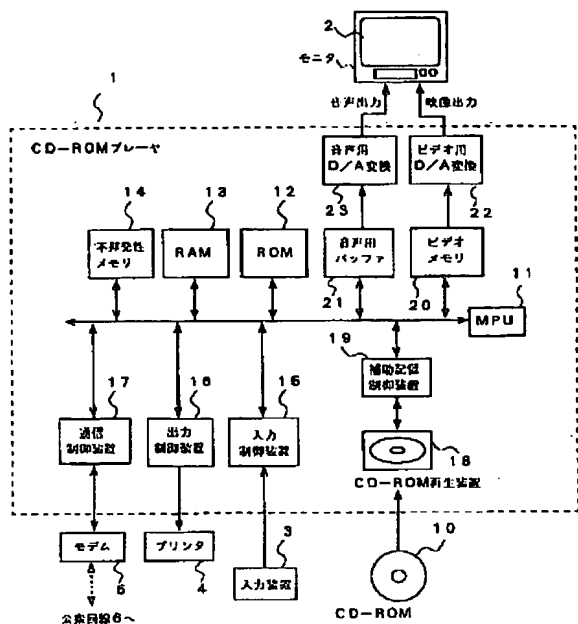 2
モニタ
1
音声出力
映像出力
CD-ROMプレーヤ
音声用
D/A変換
ビデオ用
D/A変換
14
13
12
23
22
不揮発性
メモリ
RAM
ROM
音声用
バッファ
ビデオ
メモリ
11
21
20
MPU
19
17
16
15
補助記憶
制御装置
通信
制御装置
出力
制御装置
入力
制御装置
18
CD-ROM再生装置
3
10
モデム
プリンタ
5
4
入力装置
公衆回線6へ
CD-ROM